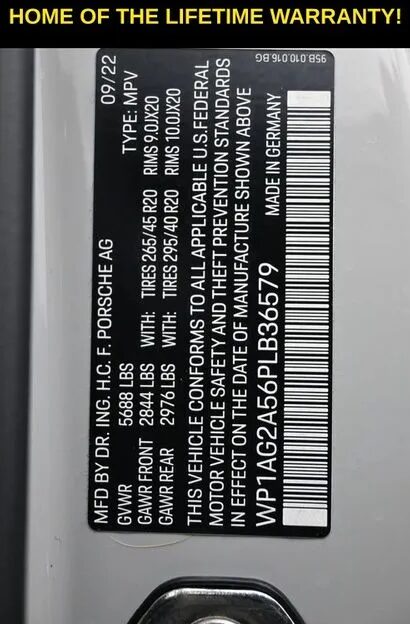 HOME OF THE LIFETIME WARRANTY!
95B.010.016.BG
MFD BY DR. ING. H.C. F. PORSCHE AG 09/22
GVWR 5688 LBS TYPE: MPV
GAWR FRONT 2844 LBS WITH: TIRES 265/45 R20 RIMS 9.0JX20
GAWR REAR 2976 LBS WITH: TIRES 295/40 R20 RIMS 10.0JX20
THIS VEHICLE CONFORMS TO ALL APPLICABLE U.S.FEDERAL
MOTOR VEHICLE SAFETY AND THEFT PREVENTION STANDARDS
IN EFFECT ON THE DATE OF MANUFACTURE SHOWN ABOVE
WP1AG2A56PLB36579 MADE IN GERMANY